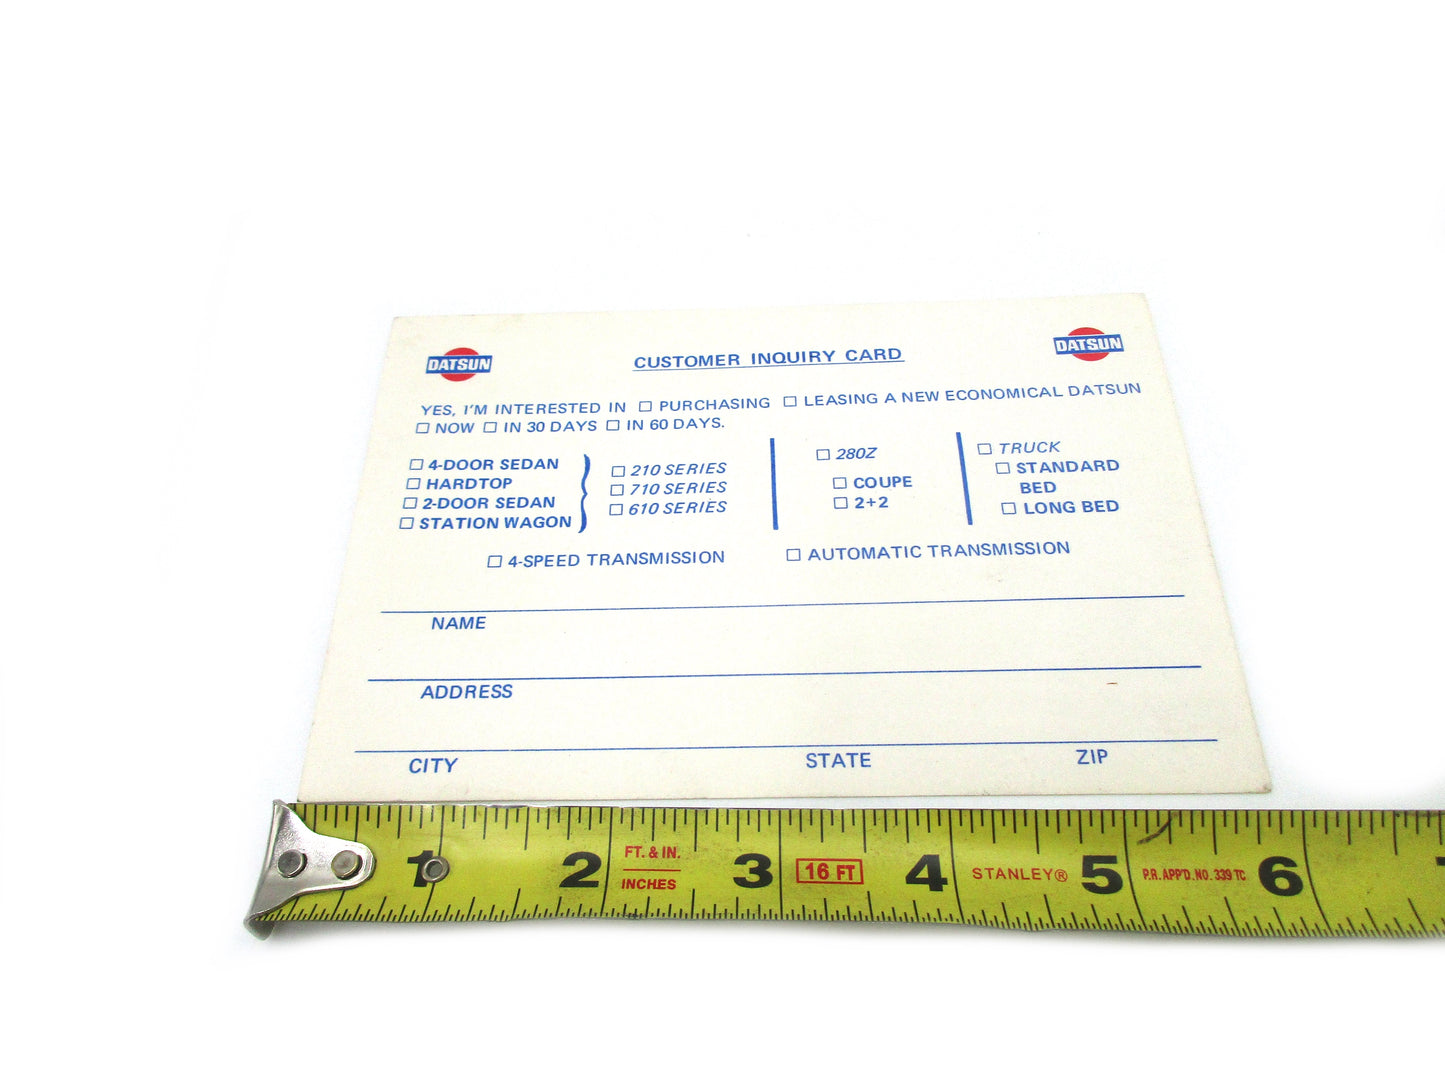 DATSUN CUSTOMER INQUIRY CARD DATSUN
YES, I'M INTERESTED IN ☐ PURCHASING ☐ LEASING A NEW ECONOMICAL DATSUN
☐ NOW ☐ IN 30 DAYS ☐ IN 60 DAYS.
☐ 4-DOOR SEDAN
☐ HARDTOP
☐ 2-DOOR SEDAN
☐ STATION WAGON
☐ 210 SERIES
☐ 710 SERIES
☐ 610 SERIES
☐ 280Z
☐ COUPE
☐ 2+2
☐ TRUCK
☐ STANDARD
BED
☐ LONG BED
☐ 4-SPEED TRANSMISSION ☐ AUTOMATIC TRANSMISSION
NAME
ADDRESS
CITY STATE ZIP
1 2 FT. & IN. INCHES 3 16 FT 4 STANLEY® 5 P.R. APP'D. NO. 339 TC 6